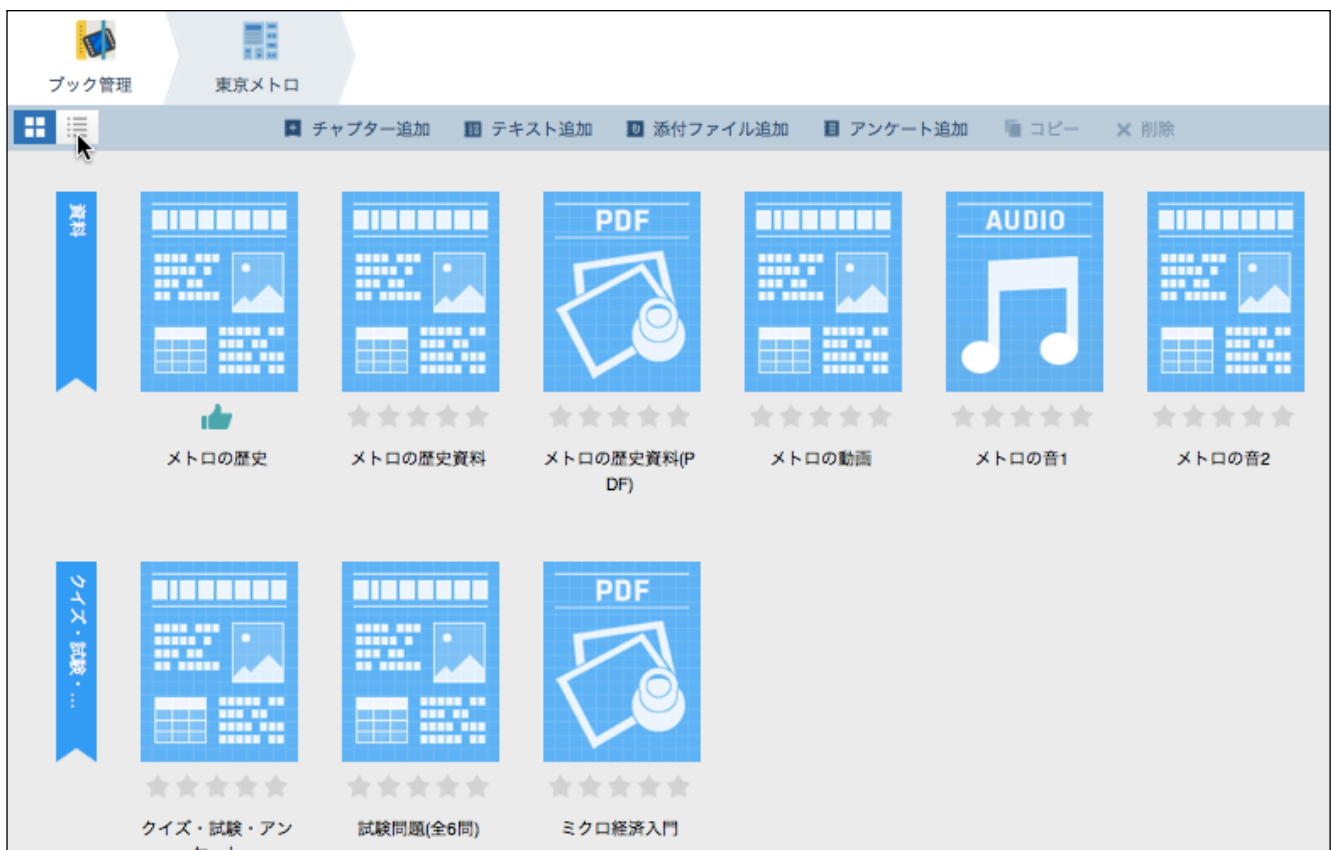 ブック管理
東京メトロ
チャプター追加 テキスト追加 添付ファイル追加 アンケート追加 コピー 削除
資料
PDF
AUDIO
メトロの歴史
メトロの歴史資料
メトロの歴史資料(P
DF)
メトロの動画
メトロの音1
メトロの音2
クイズ・試験・...
PDF
クイズ・試験・アン
試験問題(全6問)
ミクロ経済入門